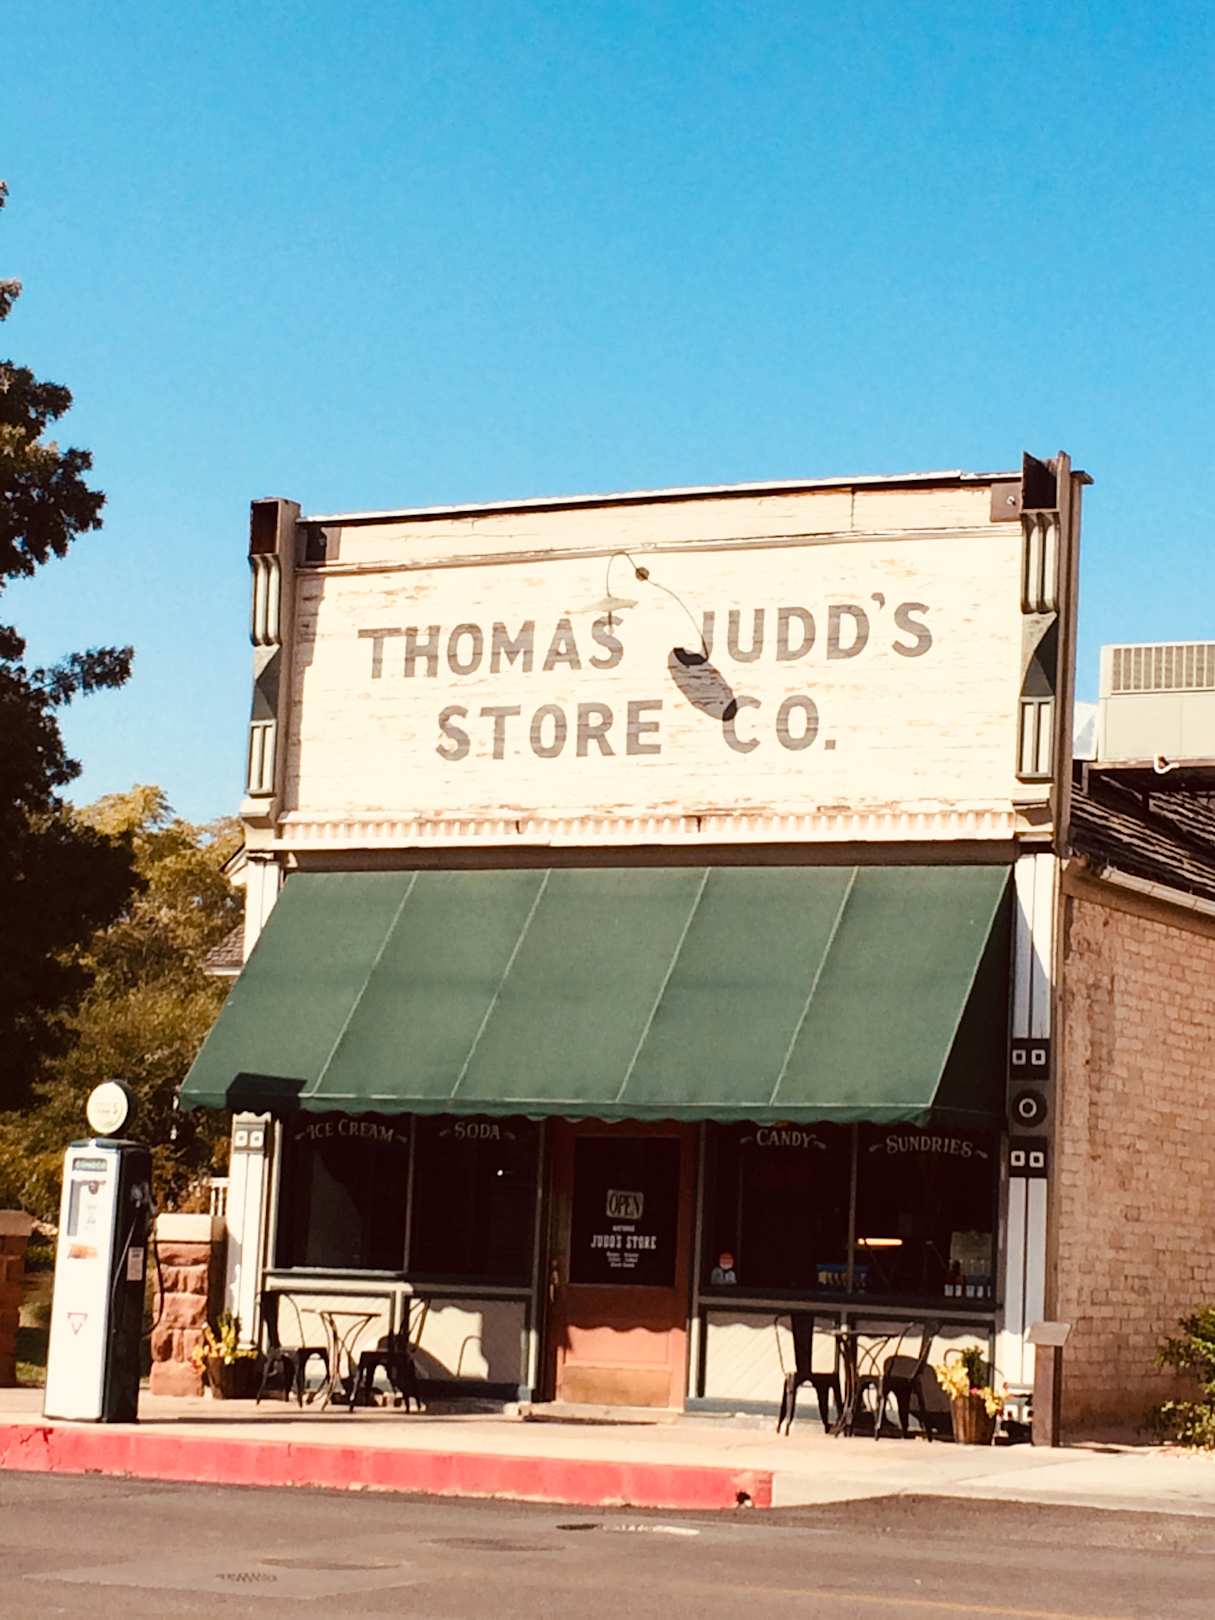 THOMAS JUDD'S
STORE CO.
ICE CREAM
SODA
CANDY
SUNDRIES
OPEN
JUDD'S STORE